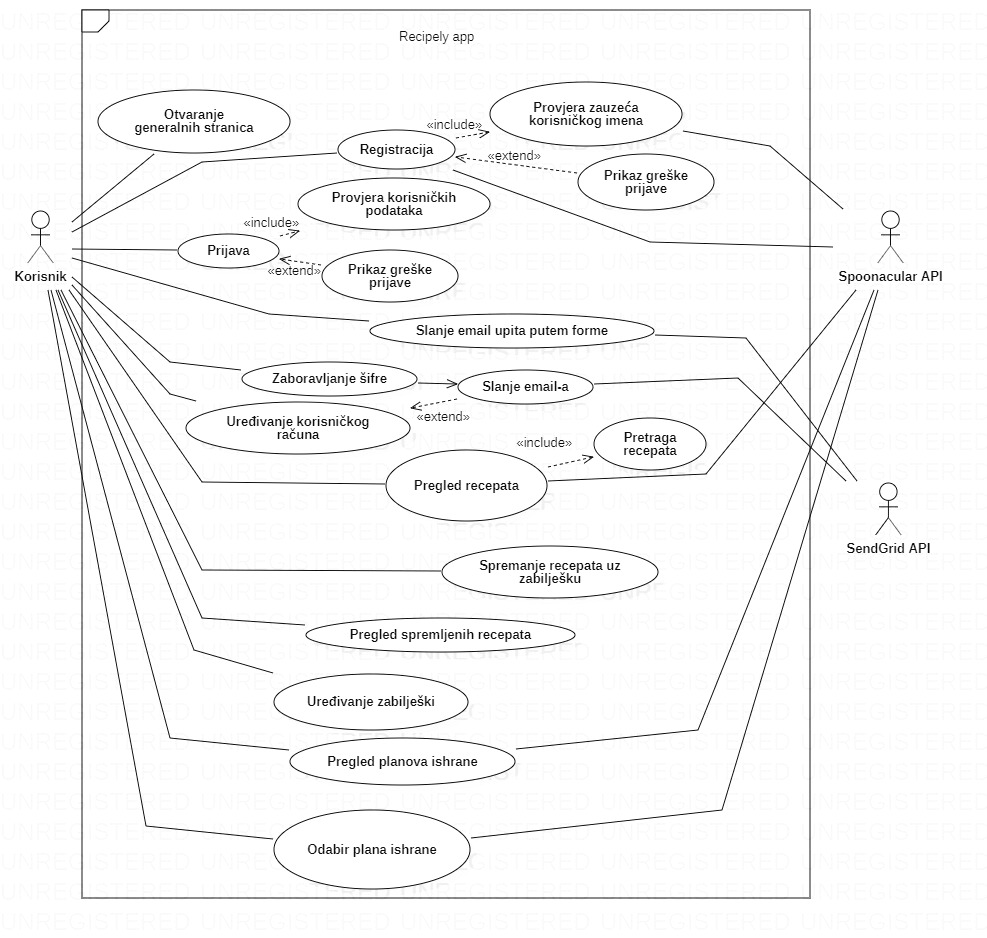 Recipely app
Otvaranje
generalnih stranica
Provjera zauzeća
korisničkog imena
«include»
Registracija
«extend»
Prikaz greške
prijave
Provjera korisničkih
podataka
«include»
Prijava
«extend»
Prikaz greške
prijave
Korisnik
Spoonacular API
Slanje email upita putem forme
Zaboravljanje šifre
Slanje email-a
«extend»
Uređivanje korisničkog
računa
«include»
Pretraga
recepata
Pregled recepata
SendGrid API
Spremanje recepata uz
zabilješku
Pregled spremljenih recepata
Uređivanje zabilješki
Pregled planova ishrane
Odabir plana ishrane
UNREGISTERED